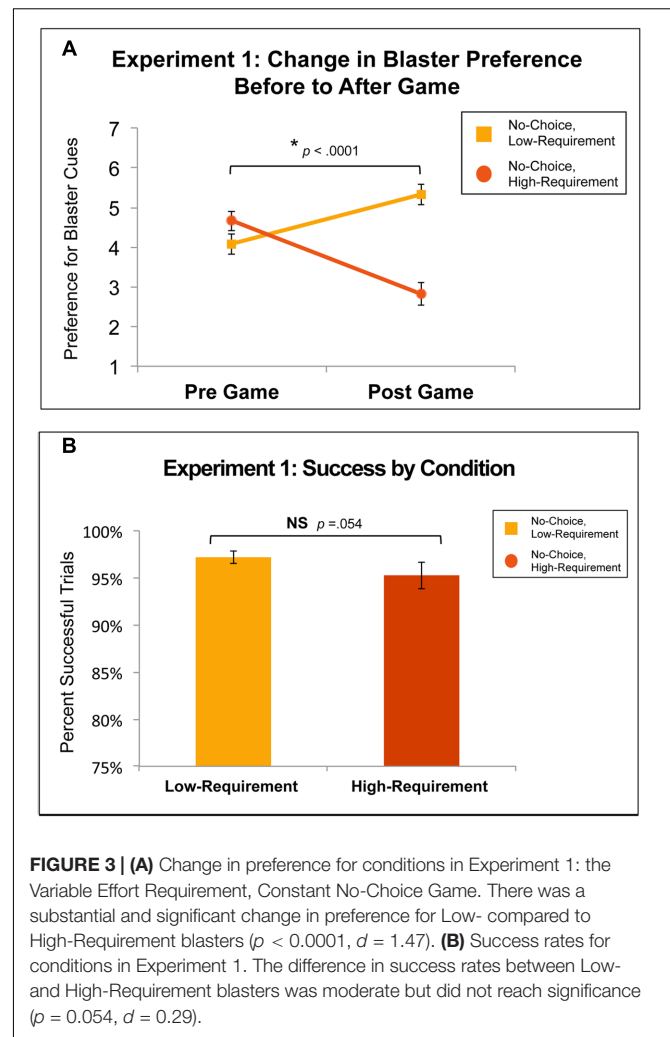 A
Experiment 1: Change in Blaster Preference
Before to After Game
No-Choice,
Low-Requirement
No-Choice,
High-Requirement
* p < .0001
Preference for Blaster Cues
7
6
5
4
3
2
1
Pre Game
Post Game
B
Experiment 1: Success by Condition
No-Choice,
Low-Requirement
No-Choice,
High-Requirement
NS p =.054
Percent Successful Trials
100%
95%
90%
85%
80%
75%
Low-Requirement
High-Requirement
FIGURE 3 | (A) Change in preference for conditions in Experiment 1: the
Variable Effort Requirement, Constant No-Choice Game. There was a
substantial and significant change in preference for Low- compared to
High-Requirement blasters (p < 0.0001, d = 1.47). (B) Success rates for
conditions in Experiment 1. The difference in success rates between Low-
and High-Requirement blasters was moderate but did not reach significance
(p = 0.054, d = 0.29).